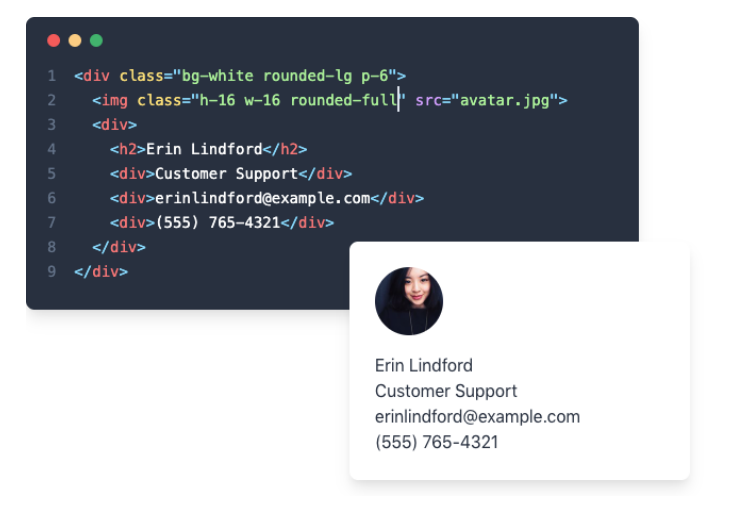 1 <div class="bg-white rounded-lg p-6">
2 <img class="h-16 w-16 rounded-full" src="avatar.jpg">
3 <div>
4 <h2>Erin Lindford</h2>
5 <div>Customer Support</div>
6 <div>erinlindford@example.com</div>
7 <div>(555) 765-4321</div>
8 </div>
9 </div>
Erin Lindford
Customer Support
erinlindford@example.com
(555) 765-4321